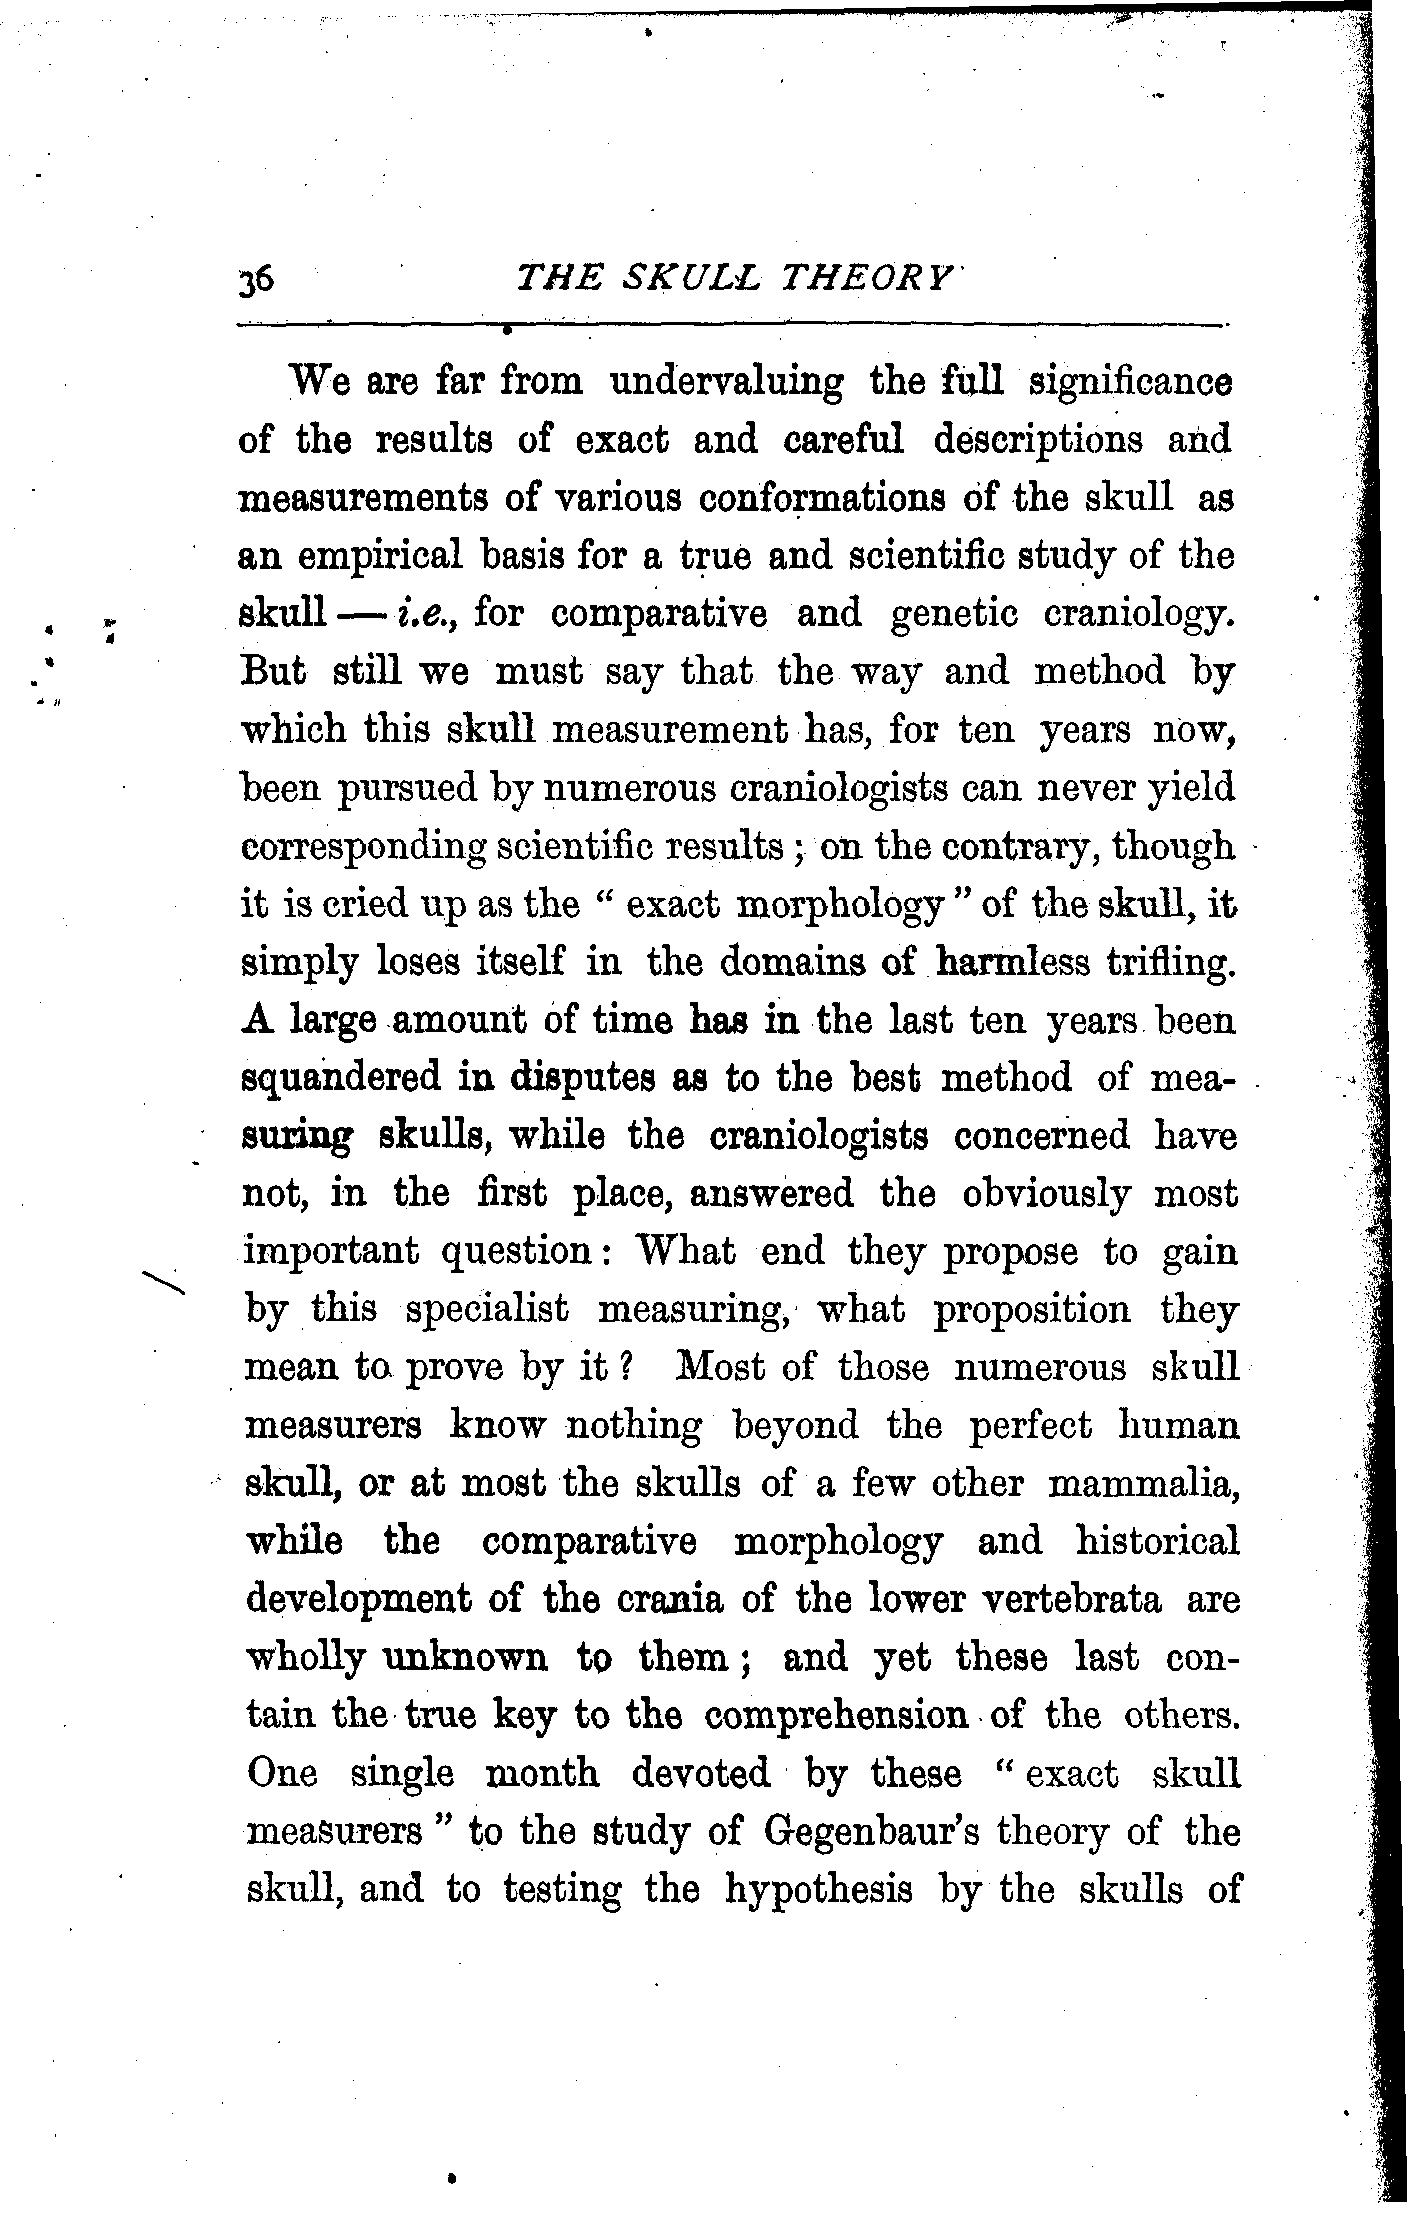 36 THE SKULL THEORY
We are far from undervaluing the full significance
of the results of exact and careful descriptions and
measurements of various conformations of the skull as
an empirical basis for a true and scientific study of the
skull — i.e., for comparative and genetic craniology.
But still we must say that the way and method by
which this skull measurement has, for ten years now,
been pursued by numerous craniologists can never yield
corresponding scientific results ; on the contrary, though
it is cried up as the " exact morphology " of the skull, it
simply loses itself in the domains of harmless trifling.
A large amount of time has in the last ten years been
squandered in disputes as to the best method of mea-
suring skulls, while the craniologists concerned have
not, in the first place, answered the obviously most
important question : What end they propose to gain
by this specialist measuring, what proposition they
mean to prove by it ? Most of those numerous skull
measurers know nothing beyond the perfect human
skull, or at most the skulls of a few other mammalia,
while the comparative morphology and historical
development of the crania of the lower vertebrata are
wholly unknown to them ; and yet these last con-
tain the true key to the comprehension of the others.
One single month devoted by these " exact skull
measurers " to the study of Gegenbaur's theory of the
skull, and to testing the hypothesis by the skulls of